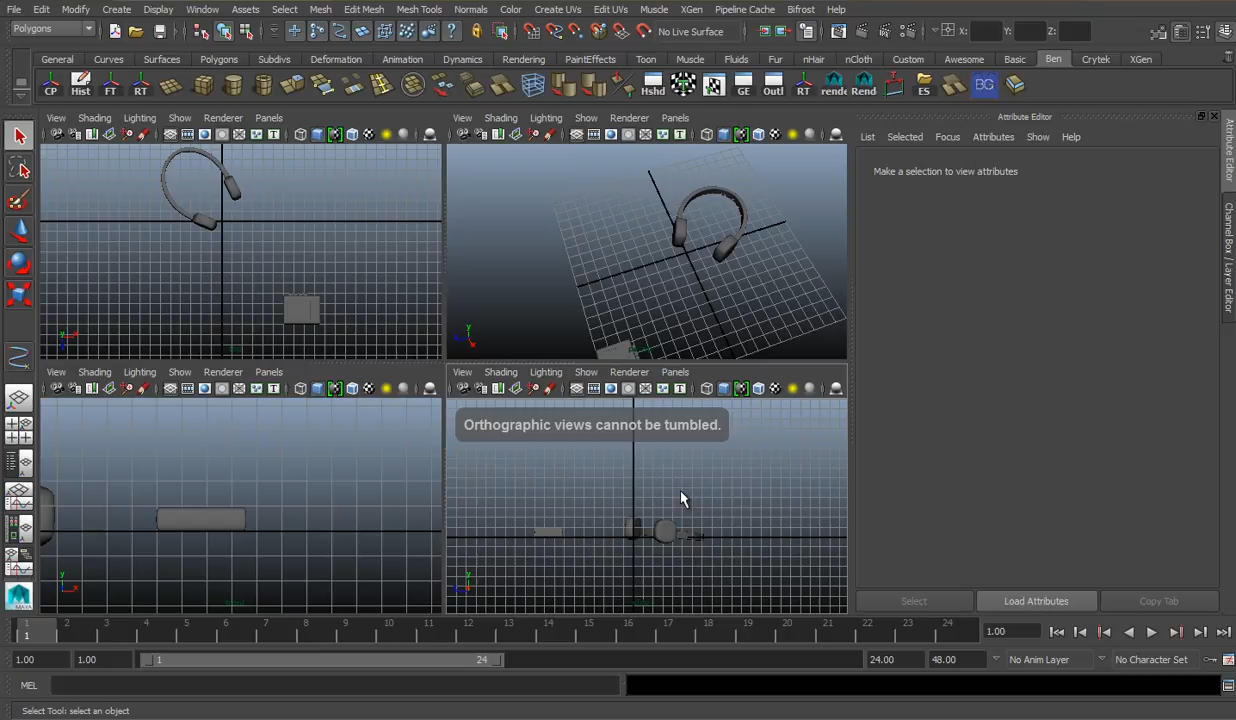 File Edit Modify Create Display Window Assets Select Mesh Edit Mesh Mesh Tools Normals Color Create UVs Edit UVs Muscle XGen Pipeline Cache Bifrost Help
Polygons No Live Surface X: Y: Z:
General Curves Surfaces Polygons Subdivs Deformation Animation Dynamics Rendering PaintEffects Toon Muscle Fluids Fur nHair nCloth Custom Awesome Basic Ben Crytek XGen
CP Hist FT RT Hshd GE Outl RT rende Rend ES BG
View Shading Lighting Show Renderer Panels
View Shading Lighting Show Renderer Panels
Attribute Editor
List Selected Focus Attributes Show Help
Make a selection to view attributes
Attribute Editor
Channel Box / Layer Editor
View Shading Lighting Show Renderer Panels
View Shading Lighting Show Renderer Panels
Orthographic views cannot be tumbled.
Select Load Attributes Copy Tab
MAYA
1 2 3 4 5 6 7 8 9 10 11 12 13 14 15 16 17 18 19 20 21 22 23 24
1 1.00
1.00 1.00 1 24 24.00 48.00 No Anim Layer No Character Set
MEL
Select Tool: select an object